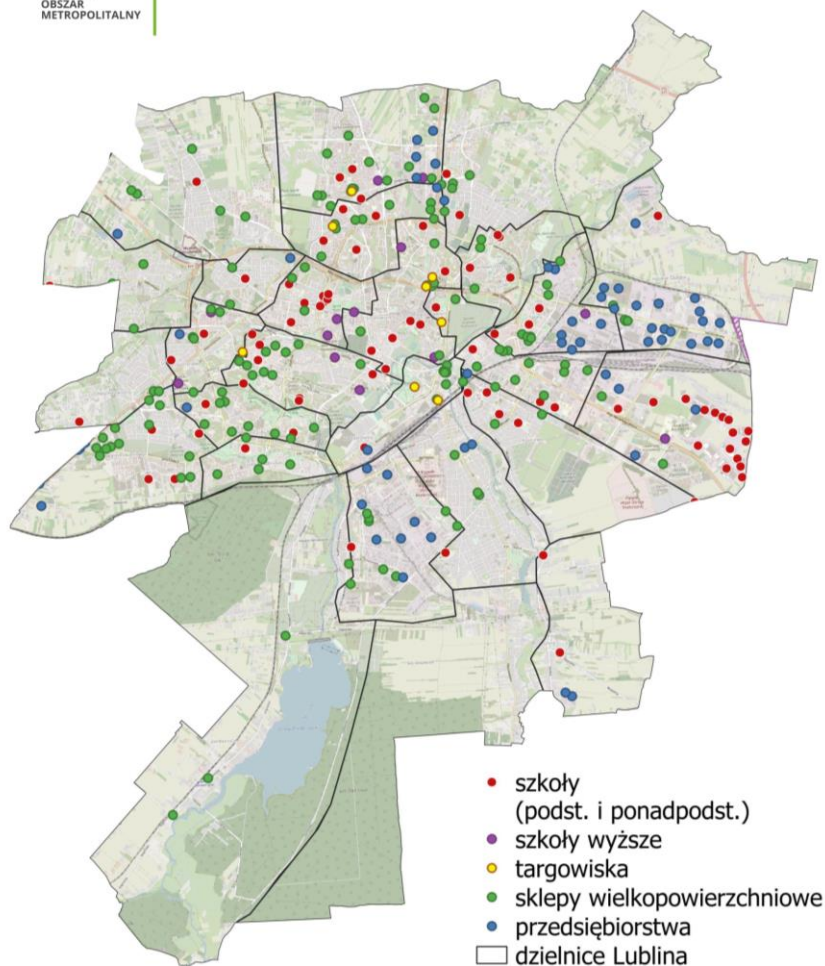 OBSZAR
METROPOLITALNY
szkoły
(podst. i ponadpodst.)
szkoły wyższe
targowiska
sklepy wielkopowierzchniowe
przedsiębiorstwa
dzielnice Lublina